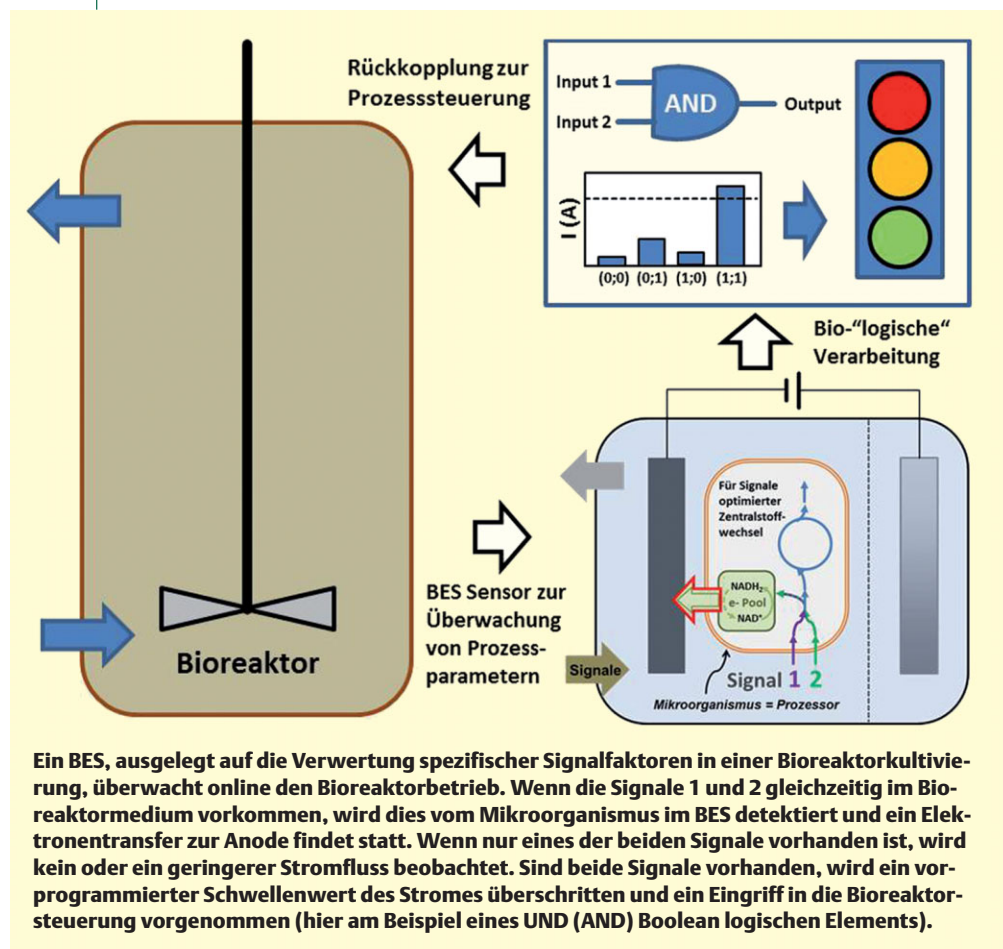 Rückkopplung zur
Prozesssteuerung
Input 1
Input 2
AND
Output
I (A)
(0;0) (0;1) (1;0) (1;1)
Bio-“logische“
Verarbeitung
Bioreaktor
BES Sensor zur
Überwachung
von Prozess-
parametern
Signale
Für Signale
optimierter
Zentralstoff-
wechsel
NADH₂
e- Pool
NAD⁺
Signal 1 2
Mikroorganismus = Prozessor
Ein BES, ausgelegt auf die Verwertung spezifischer Signalfaktoren in einer Bioreaktorkultivie-
rung, überwacht online den Bioreaktorbetrieb. Wenn die Signale 1 und 2 gleichzeitig im Bio-
reaktormedium vorkommen, wird dies vom Mikroorganismus im BES detektiert und ein Elek-
tronentransfer zur Anode findet statt. Wenn nur eines der beiden Signale vorhanden ist, wird
kein oder ein geringerer Stromfluss beobachtet. Sind beide Signale vorhanden, wird ein vor-
programmierter Schwellenwert des Stromes überschritten und ein Eingriff in die Bioreaktor-
steuerung vorgenommen (hier am Beispiel eines UND (AND) Boolean logischen Elements).